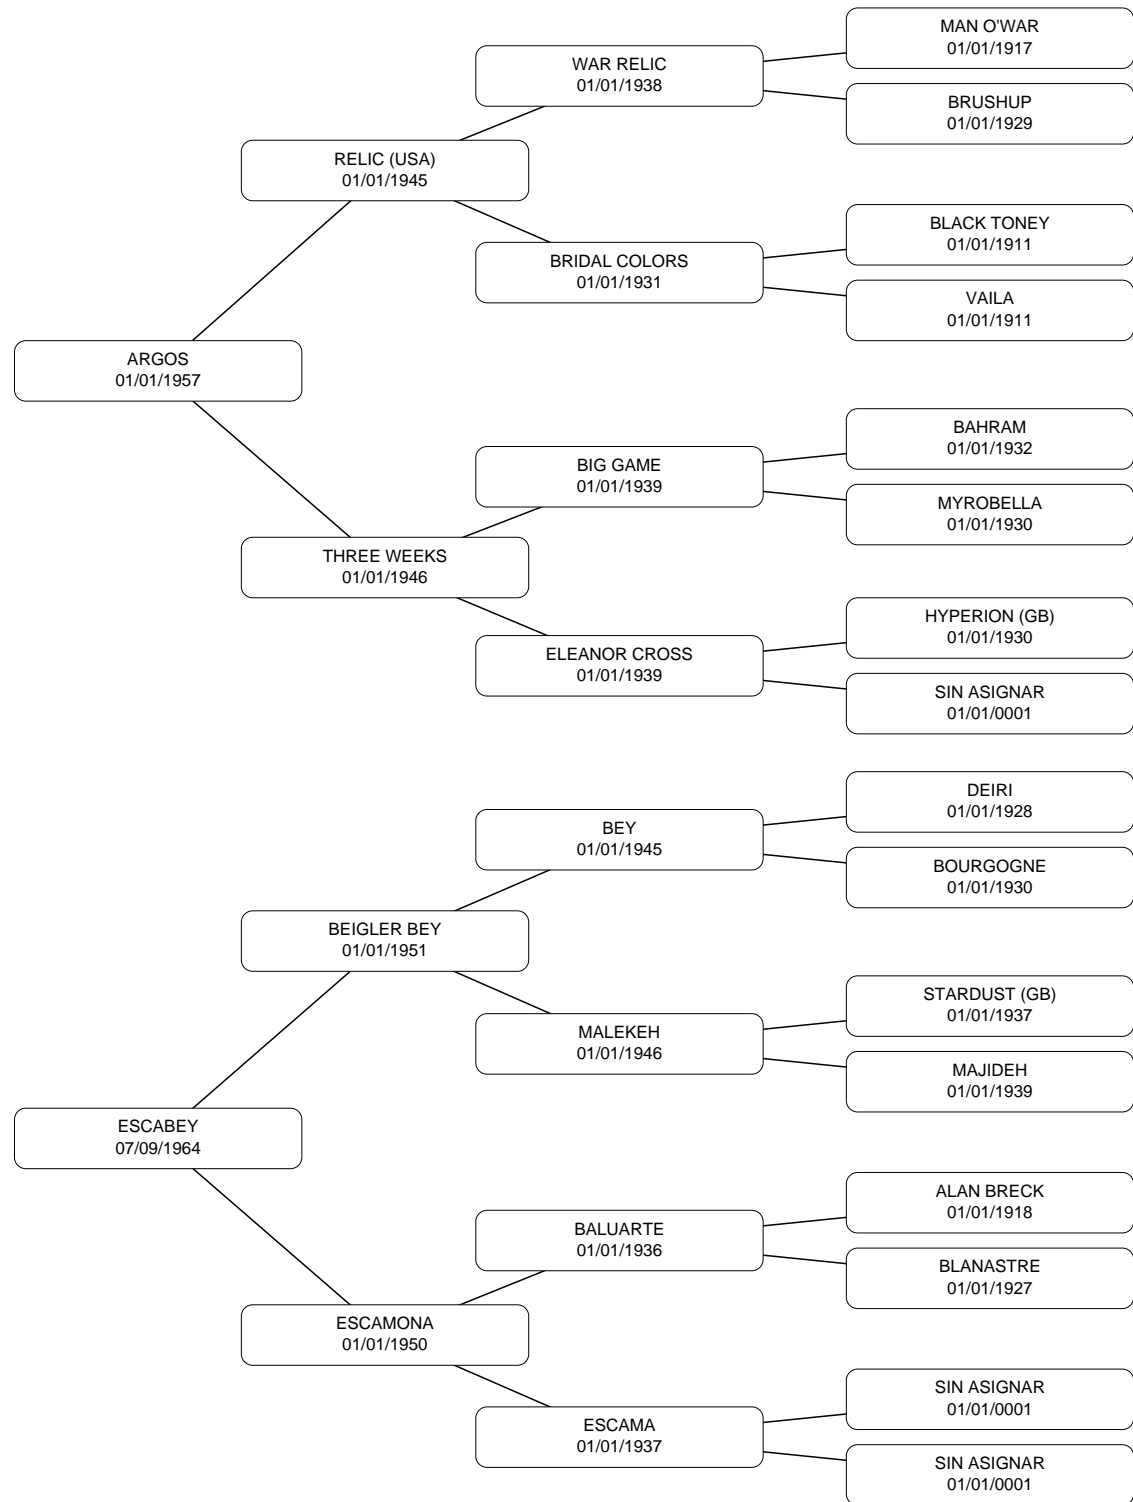 MAN O'WAR
01/01/1917
WAR RELIC
01/01/1938
BRUSHUP
01/01/1929
RELIC (USA)
01/01/1945
BLACK TONEY
01/01/1911
BRIDAL COLORS
01/01/1931
VAILA
01/01/1911
ARGOS
01/01/1957
BAHRAM
01/01/1932
BIG GAME
01/01/1939
MYROBELLA
01/01/1930
THREE WEEKS
01/01/1946
HYPERION (GB)
01/01/1930
ELEANOR CROSS
01/01/1939
SIN ASIGNAR
01/01/0001
DEIRI
01/01/1928
BEY
01/01/1945
BOURGOGNE
01/01/1930
BEIGLER BEY
01/01/1951
STARDUST (GB)
01/01/1937
MALEKEH
01/01/1946
MAJIDEH
01/01/1939
ESCABEY
07/09/1964
ALAN BRECK
01/01/1918
BALUARTE
01/01/1936
BLANASTRE
01/01/1927
ESCAMONA
01/01/1950
SIN ASIGNAR
01/01/0001
ESCAMA
01/01/1937
SIN ASIGNAR
01/01/0001